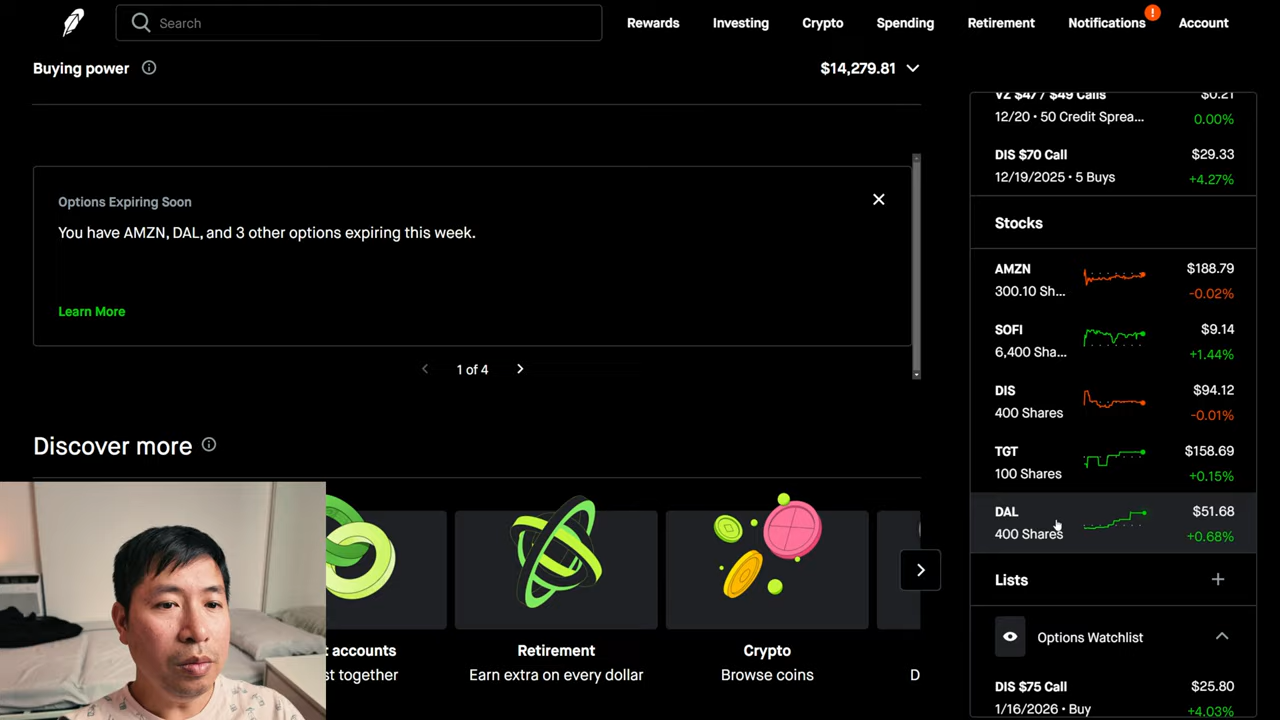 Search
Rewards
Investing
Crypto
Spending
Retirement
Notifications
!
Account
Buying power
$14,279.81
Options Expiring Soon
You have AMZN, DAL, and 3 other options expiring this week.
Learn More
1 of 4
Discover more
t accounts
st together
Retirement
Earn extra on every dollar
Crypto
Browse coins
D
VZ $47 / $49 Calls $0.21
12/20 • 50 Credit Sprea... 0.00%
DIS $70 Call $29.33
12/19/2025 • 5 Buys +4.27%
Stocks
AMZN $188.79
300.10 Sh... -0.02%
SOFI $9.14
6,400 Sha... +1.44%
DIS $94.12
400 Shares -0.01%
TGT $158.69
100 Shares +0.15%
DAL $51.68
400 Shares +0.68%
Lists
Options Watchlist
DIS $75 Call $25.80
1/16/2026 • Buy +4.03%